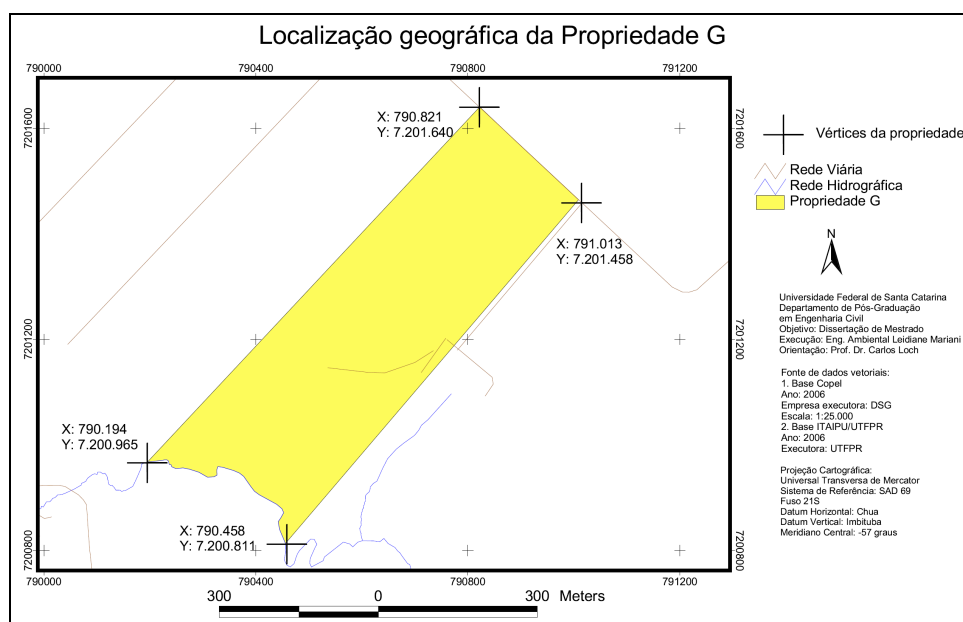 Localização geográfica da Propriedade G
790000
790400
790800
791200
7201600
7201600
X: 790.821
Y: 7.201.640
X: 791.013
Y: 7.201.458
7201200
7201200
X: 790.194
Y: 7.200.965
X: 790.458
Y: 7.200.811
7200800
7200800
790000
790400
790800
791200
300
0
300
Meters
Vértices da propriedade
Rede Viária
Rede Hidrográfica
Propriedade G
N
Universidade Federal de Santa Catarina
Departamento de Pós-Graduação
em Engenharia Civil
Objetivo: Dissertação de Mestrado
Execução: Eng. Ambiental Leidiane Mariani
Orientação: Prof. Dr. Carlos Loch
Fonte de dados vetoriais:
1. Base Copel
Ano: 2006
Empresa executora: DSG
Escala: 1:25.000
2. Base ITAIPU/UTFPR
Ano: 2006
Executora: UTFPR
Projeção Cartográfica:
Universal Transversa de Mercator
Sistema de Referência: SAD 69
Fuso 21S
Datum Horizontal: Chua
Datum Vertical: Imbituba
Meridiano Central: -57 graus